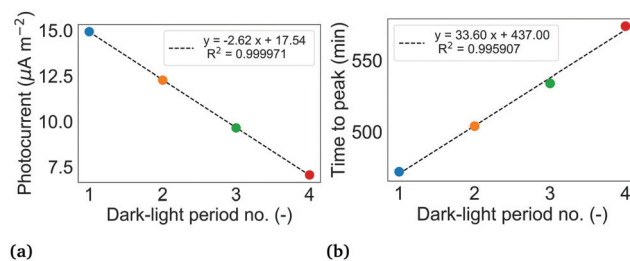 15.0
12.5
10.0
7.5
Photocurrent (μA m⁻²)
y = -2.62 x + 17.54
R² = 0.999971
1 2 3 4
Dark-light period no. (-)
(a)
550
500
Time to peak (min)
y = 33.60 x + 437.00
R² = 0.995907
1 2 3 4
Dark-light period no. (-)
(b)